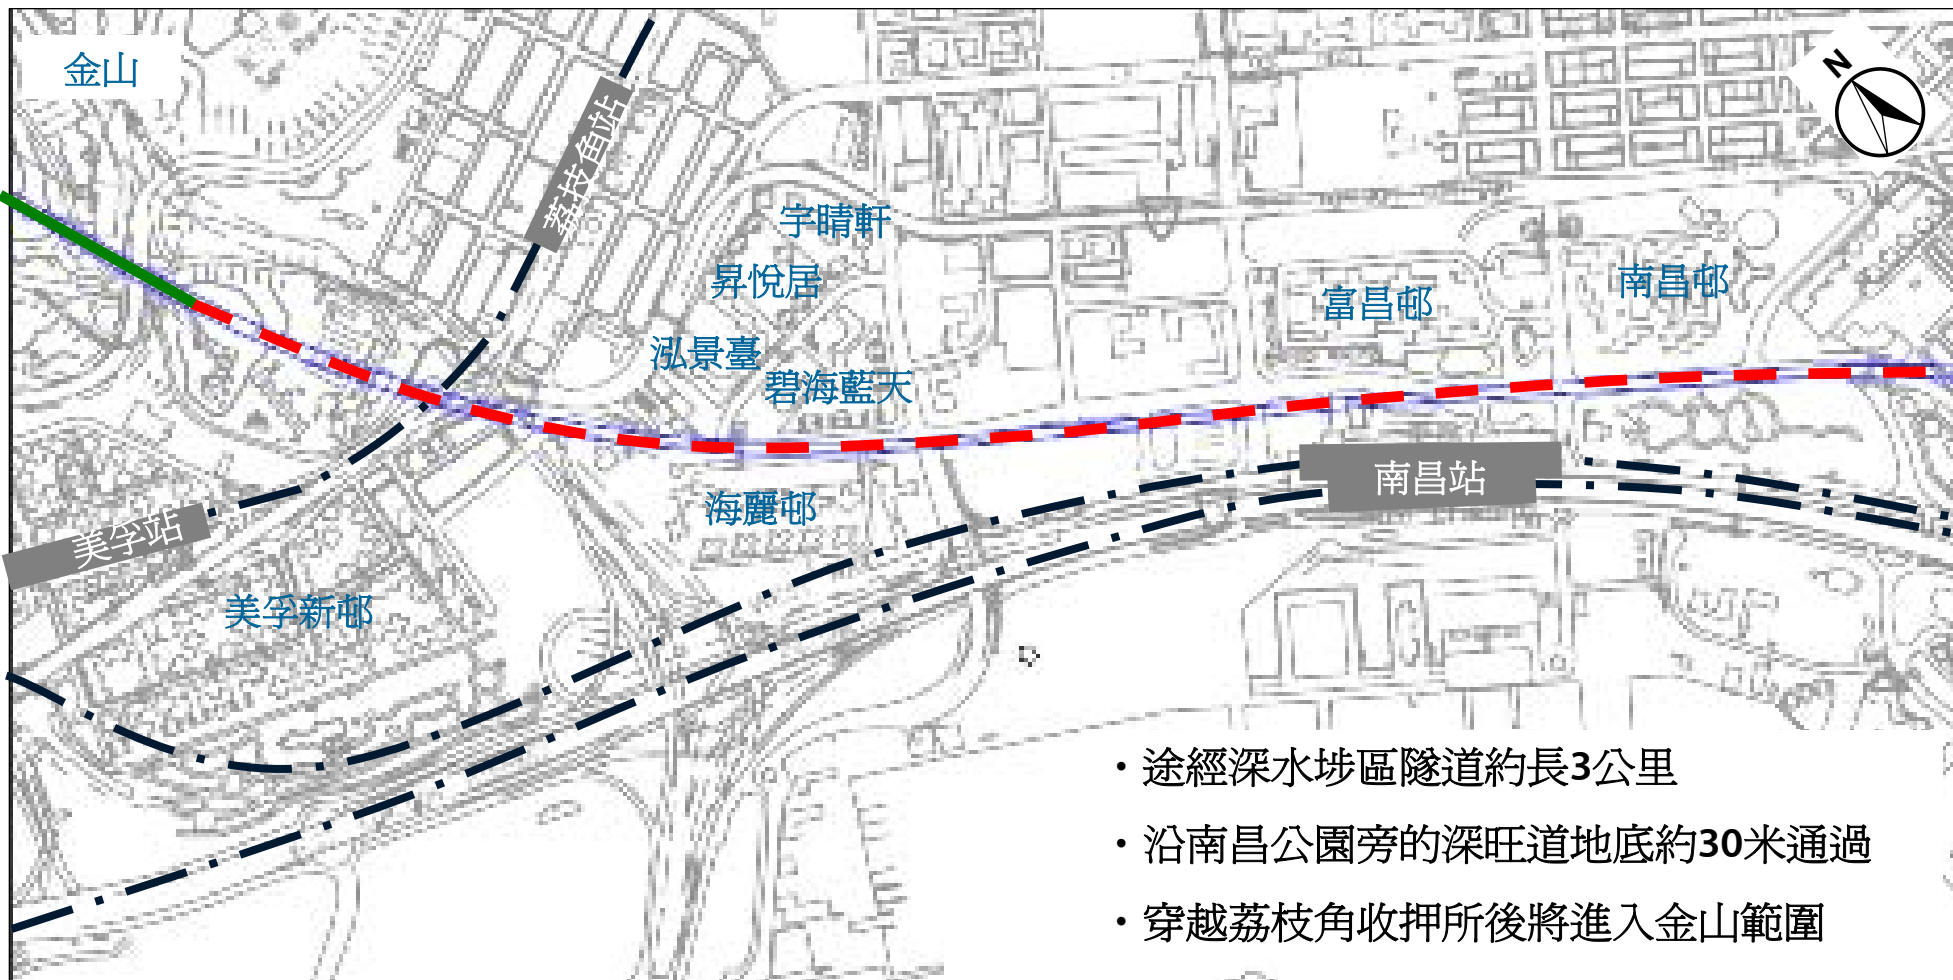 金山
N
荔枝角站
宇晴軒
昇悅居
南昌邨
富昌邨
泓景臺
碧海藍天
南昌站
海麗邨
美孚站
美孚新邨
・途經深水埗區隧道約長3公里
・沿南昌公園旁的深旺道地底約30米通過
・穿越荔枝角收押所後將進入金山範圍